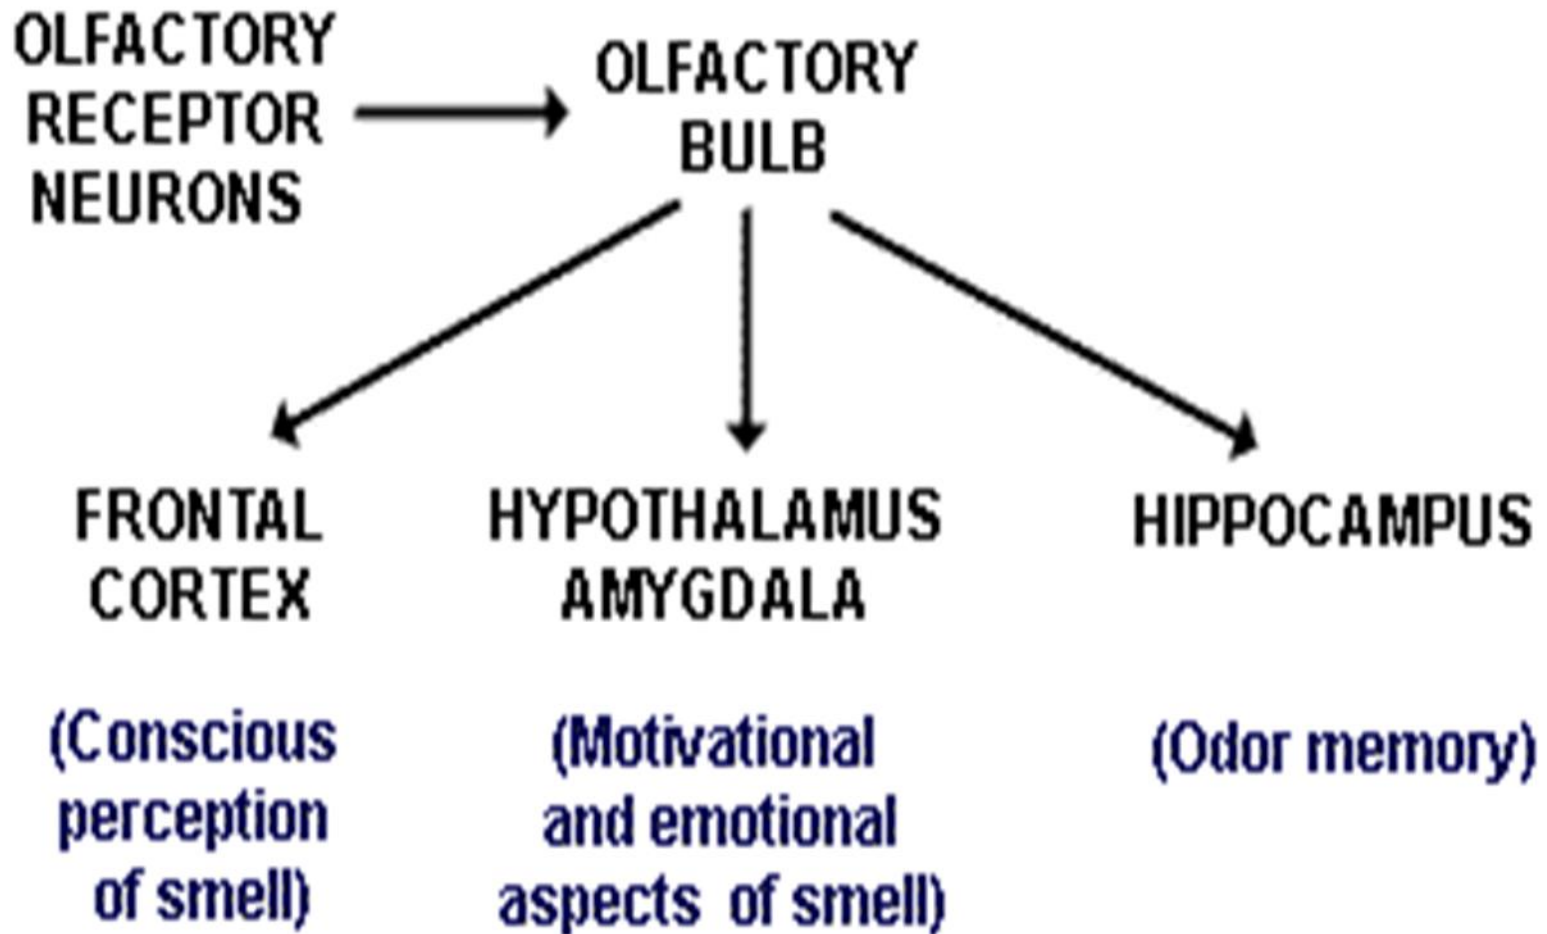 OLFACTORY
RECEPTOR
NEURONS
OLFACTORY
BULB
FRONTAL
CORTEX
(Conscious
perception
of smell)
HYPOTHALAMUS
AMYGDALA
(Motivational
and emotional
aspects of smell)
HIPPOCAMPUS
(Odor memory)